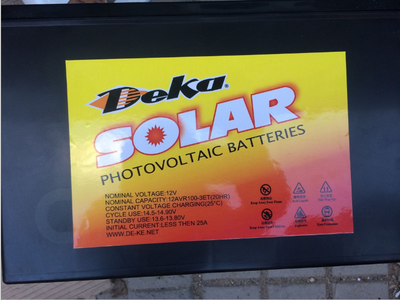 Deka®
SOLAR
PHOTOVOLTAIC BATTERIES
NOMINAL VOLTAGE:12V
NOMINAL CAPACITY:12AVR100-3ET(20HR)
CONSTANT VOLTAGE CHARGING(25°C)
CYCLE USE:14.5-14.90V
STANDBY USE:13.6-13.80V
INITIAL CURRENT:LESS THEN 25A
WWW.DE-KE.NET